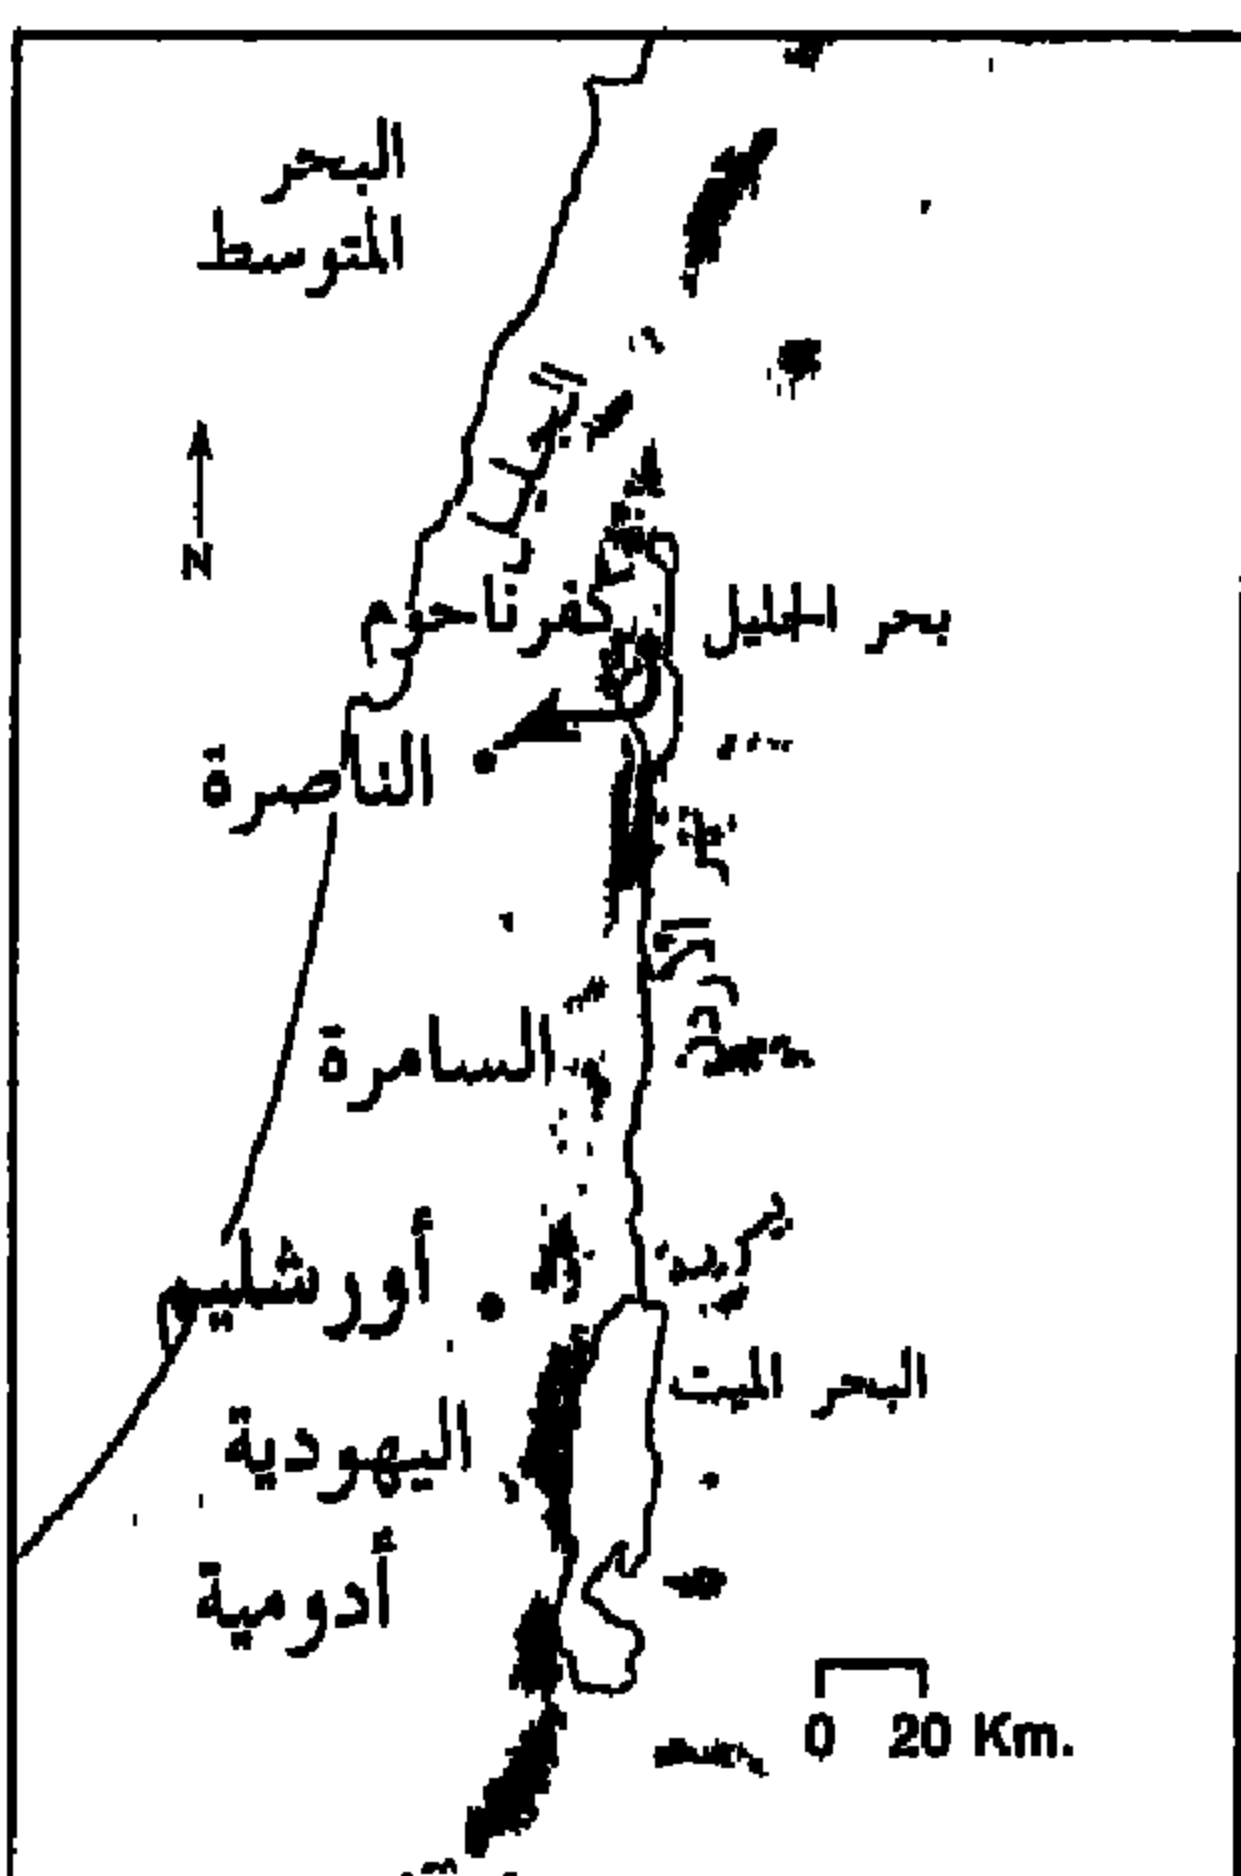 البحر
المتوسط
الجليل
N
كفرناحوم
بحر الجليل
الناصرة
السامرة
أورشليم
البحر الميت
اليهودية
أدومية
0 20 Km.